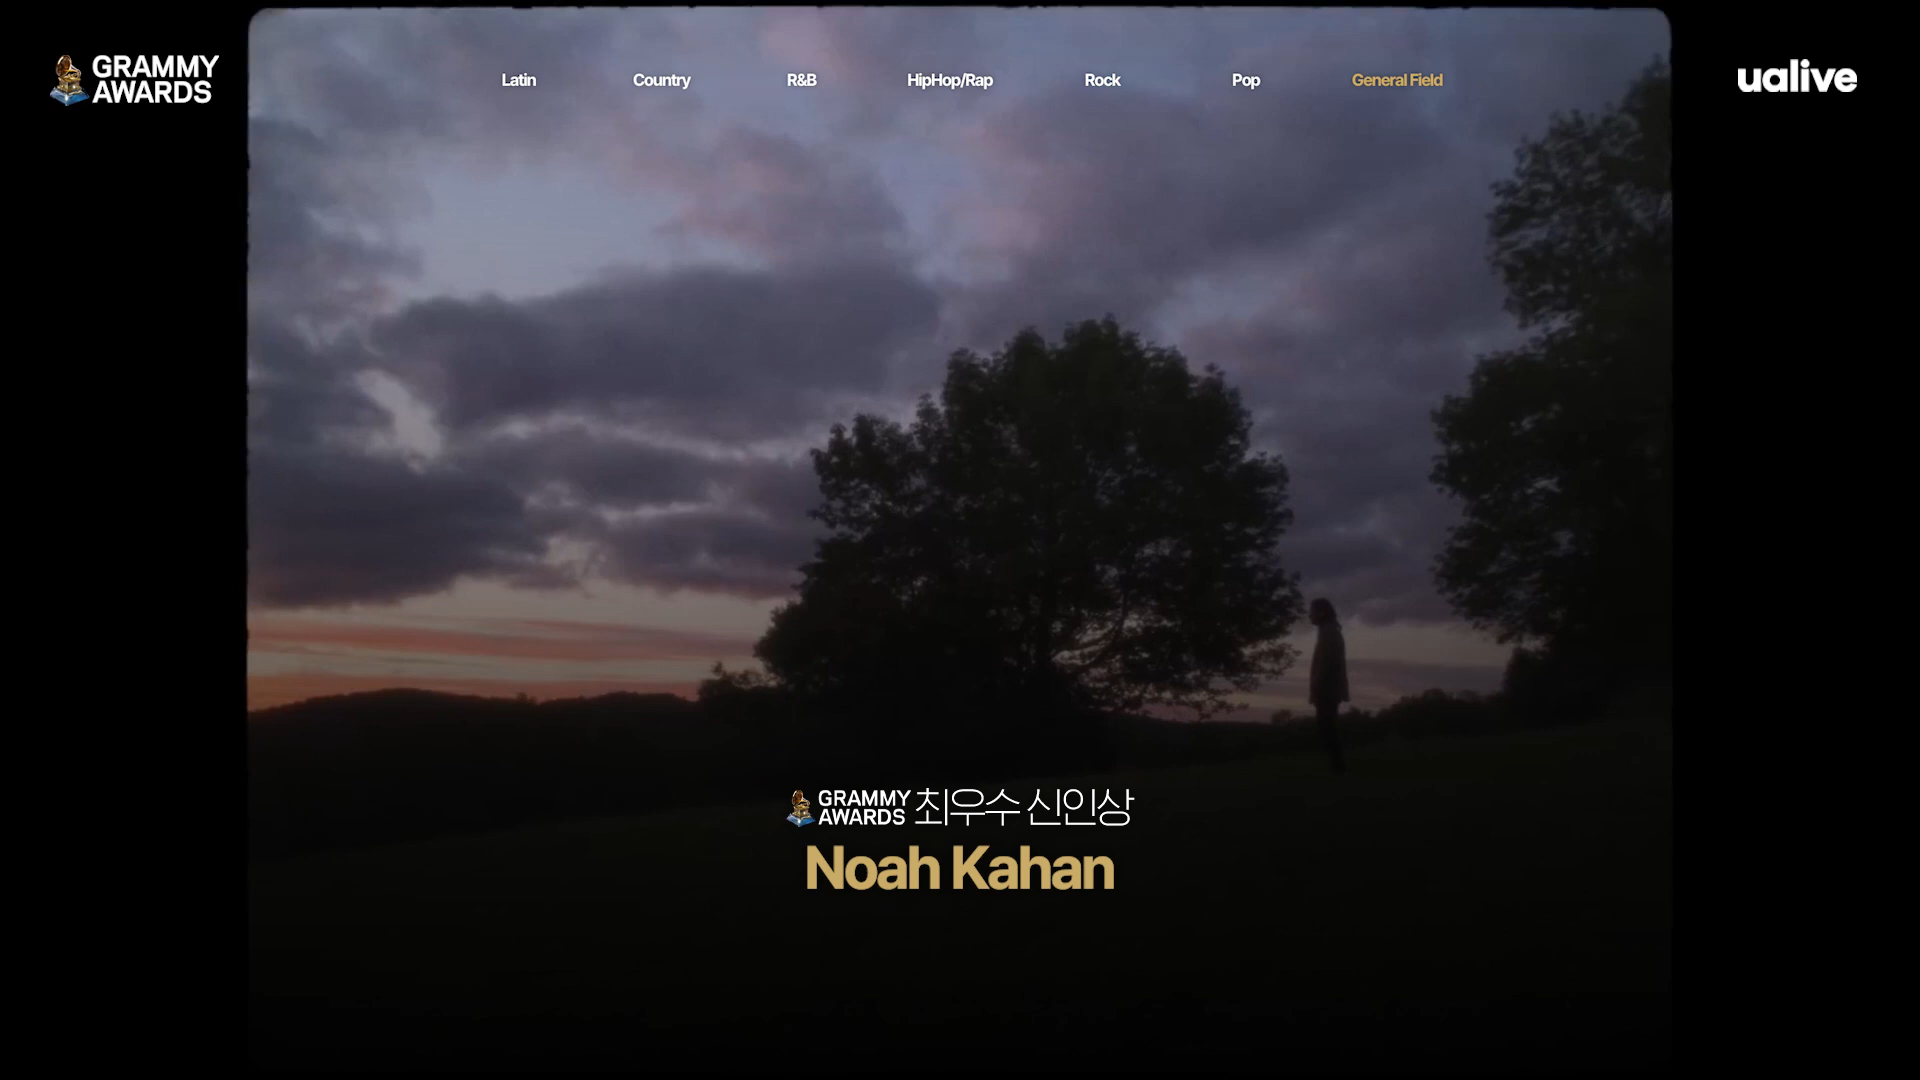 GRAMMY
AWARDS
Latin
Country
R&B
HipHop/Rap
Rock
Pop
General Field
ualive
GRAMMY
AWARDS
최우수 신인상
Noah Kahan